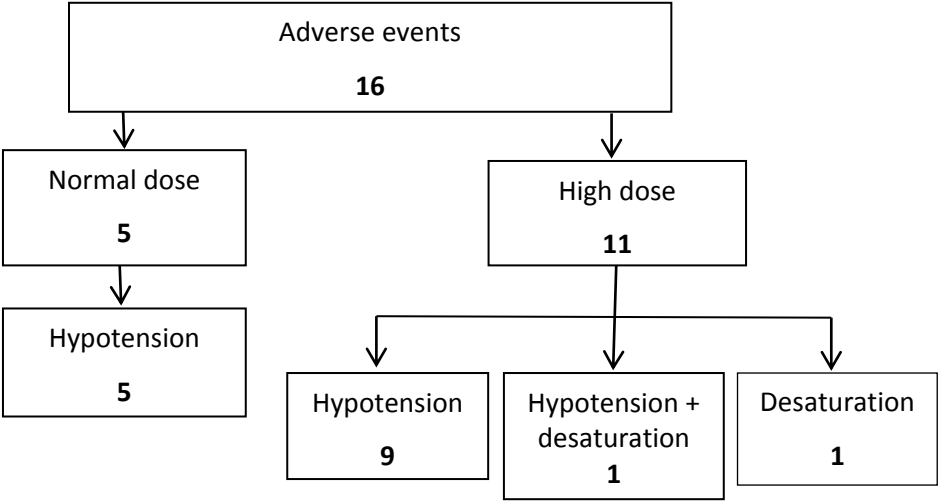 Adverse events
16
Normal dose
5
High dose
11
Hypotension
5
Hypotension
9
Hypotension +
desaturation
1
Desaturation
1